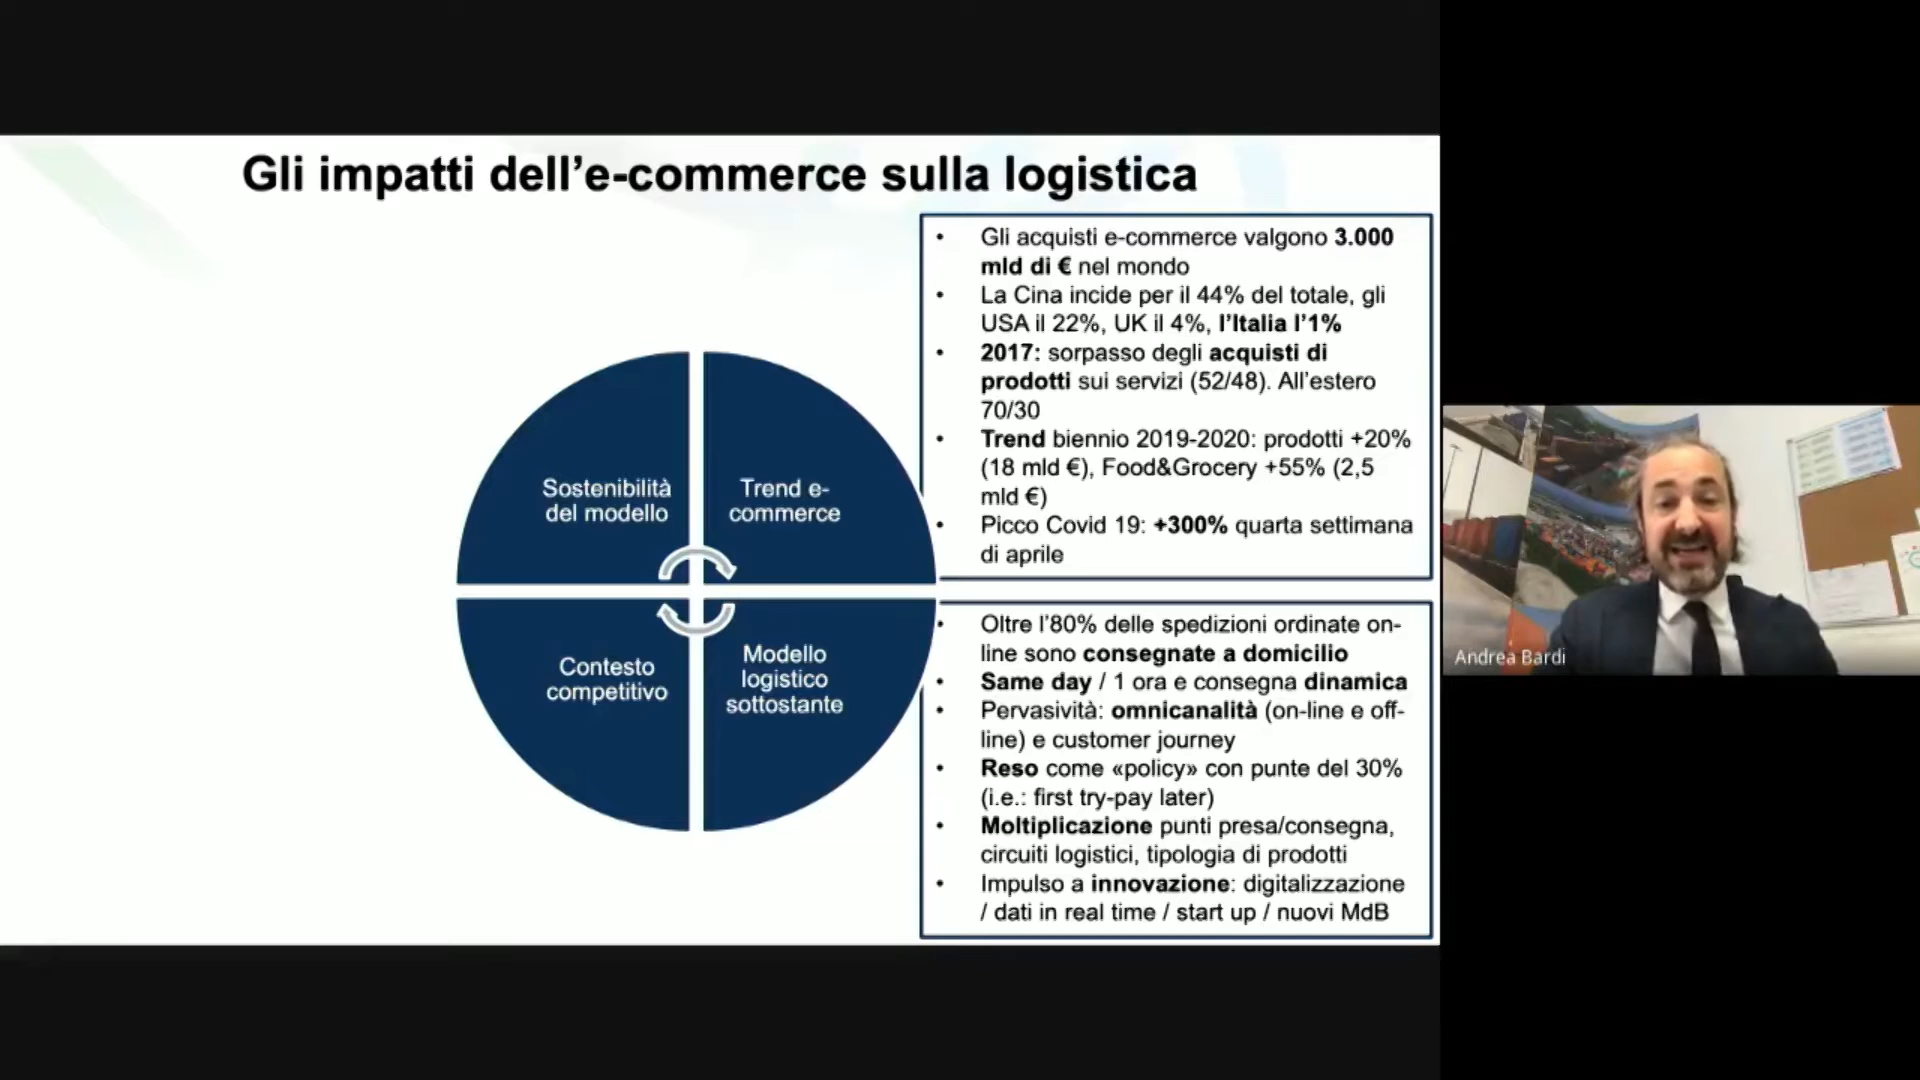 Gli impatti dell’e-commerce sulla logistica
Sostenibilità
del modello
Trend e-
commerce
Contesto
competitivo
Modello
logistico
sottostante
• Gli acquisti e-commerce valgono 3.000
mld di € nel mondo
• La Cina incide per il 44% del totale, gli
USA il 22%, UK il 4%, l’Italia l’1%
• 2017: sorpasso degli acquisti di
prodotti sui servizi (52/48). All’estero
70/30
• Trend biennio 2019-2020: prodotti +20%
(18 mld €), Food&Grocery +55% (2,5
mld €)
• Picco Covid 19: +300% quarta settimana
di aprile
• Oltre l’80% delle spedizioni ordinate on-
line sono consegnate a domicilio
• Same day / 1 ora e consegna dinamica
• Pervasività: omnicanalità (on-line e off-
line) e customer journey
• Reso come «policy» con punte del 30%
(i.e.: first try-pay later)
• Moltiplicazione punti presa/consegna,
circuiti logistici, tipologia di prodotti
• Impulso a innovazione: digitalizzazione
/ dati in real time / start up / nuovi MdB
Andrea Bardi